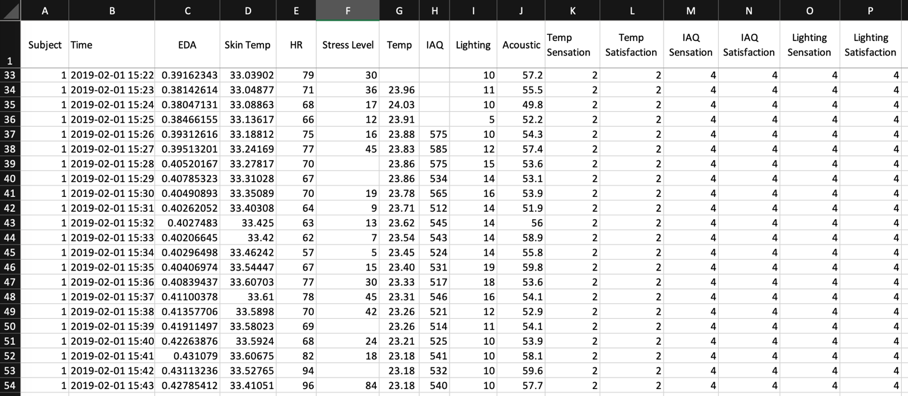 A B C D E F G H I J K L M N O P
1 Subject Time EDA Skin Temp HR Stress Level Temp IAQ Lighting Acoustic Temp Sensation Temp Satisfaction IAQ Sensation IAQ Satisfaction Lighting Sensation Lighting Satisfaction
33 1 2019-02-01 15:22 0.39162343 33.03902 79 30 10 57.2 2 2 4 4 4 4
34 1 2019-02-01 15:23 0.38142614 33.04877 71 36 23.96 11 55.5 2 2 4 4 4 4
35 1 2019-02-01 15:24 0.38047131 33.08863 68 17 24.03 10 49.8 2 2 4 4 4 4
36 1 2019-02-01 15:25 0.38466155 33.13617 66 12 23.91 5 52.2 2 2 4 4 4 4
37 1 2019-02-01 15:26 0.39312616 33.18812 75 16 23.88 575 10 54.3 2 2 4 4 4 4
38 1 2019-02-01 15:27 0.39513201 33.24169 77 45 23.83 585 12 57.4 2 2 4 4 4 4
39 1 2019-02-01 15:28 0.40520167 33.27817 70 23.86 575 15 53.6 2 2 4 4 4 4
40 1 2019-02-01 15:29 0.40785323 33.31028 67 23.86 534 14 53.1 2 2 4 4 4 4
41 1 2019-02-01 15:30 0.40490893 33.35089 70 19 23.78 565 16 53.9 2 2 4 4 4 4
42 1 2019-02-01 15:31 0.40262052 33.40308 64 9 23.71 512 14 51.9 2 2 4 4 4 4
43 1 2019-02-01 15:32 0.4027483 33.425 63 13 23.62 545 14 56 2 2 4 4 4 4
44 1 2019-02-01 15:33 0.40206645 33.42 62 7 23.54 543 14 58.9 2 2 4 4 4 4
45 1 2019-02-01 15:34 0.40296498 33.46242 57 5 23.45 524 14 55.8 2 2 4 4 4 4
46 1 2019-02-01 15:35 0.40406974 33.54447 67 15 23.40 531 19 59.8 2 2 4 4 4 4
47 1 2019-02-01 15:36 0.40839437 33.60703 77 30 23.33 517 18 53.6 2 2 4 4 4 4
48 1 2019-02-01 15:37 0.41100378 33.61 78 45 23.31 546 16 54.1 2 2 4 4 4 4
49 1 2019-02-01 15:38 0.41357706 33.5898 70 42 23.26 521 12 52.9 2 2 4 4 4 4
50 1 2019-02-01 15:39 0.41911497 33.58023 69 23.26 514 11 54.1 2 2 4 4 4 4
51 1 2019-02-01 15:40 0.42263876 33.5924 68 24 23.21 525 10 53.9 2 2 4 4 4 4
52 1 2019-02-01 15:41 0.431079 33.60675 82 18 23.18 541 10 58.1 2 2 4 4 4 4
53 1 2019-02-01 15:42 0.43113236 33.52765 94 23.18 532 10 59.6 2 2 4 4 4 4
54 1 2019-02-01 15:43 0.42785412 33.41051 96 84 23.18 540 10 57.7 2 2 4 4 4 4